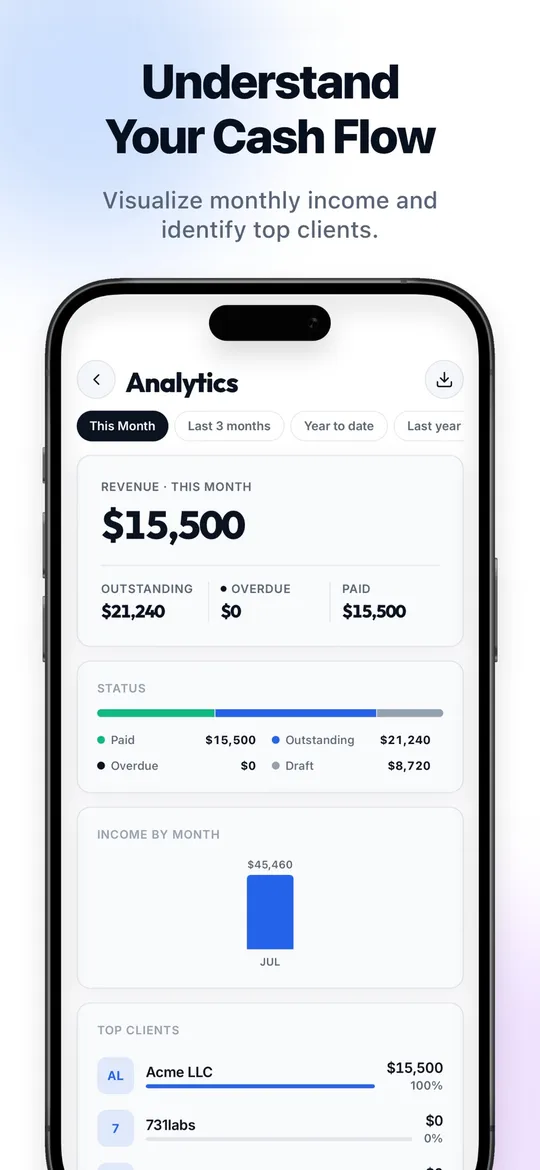 Understand
Your Cash Flow
Visualize monthly income and
identify top clients.
Analytics
This Month Last 3 months Year to date Last year
REVENUE · THIS MONTH
$15,500
OUTSTANDING OVERDUE PAID
$21,240 $0 $15,500
STATUS
Paid $15,500 Outstanding $21,240
Overdue $0 Draft $8,720
INCOME BY MONTH
$45,460
JUL
TOP CLIENTS
AL Acme LLC $15,500
100%
7 731labs $0
0%